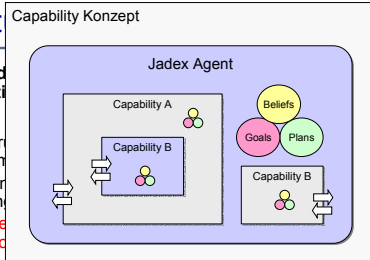 Capability Konzept
Jadex Agent
Capability A
Beliefs
Goals
Plans
Capability B
Capability B